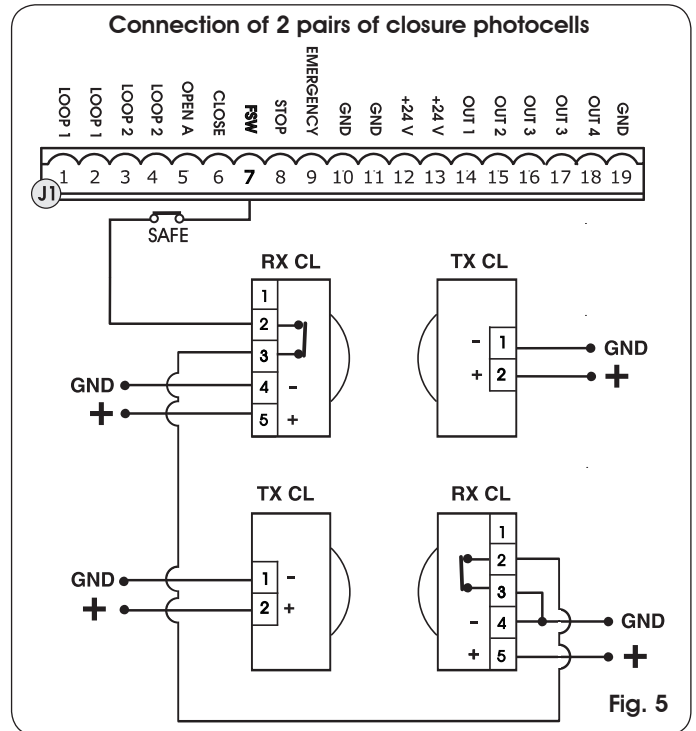 Connection of 2 pairs of closure photocells
LOOP 1 LOOP 1 LOOP 2 LOOP 2 OPEN A CLOSE FSW STOP EMERGENCY GND GND +24 V +24 V OUT 1 OUT 2 OUT 3 OUT 3 OUT 4 GND
1 2 3 4 5 6 7 8 9 10 11 12 13 14 15 16 17 18 19
J1
SAFE
RX CL
1
2
3
GND 4 -
+ 5 +
TX CL
- 1 GND
+ 2 +
TX CL
GND 1 -
+ 2 +
RX CL
1
2
3
- 4 GND
+ 5 +
Fig. 5